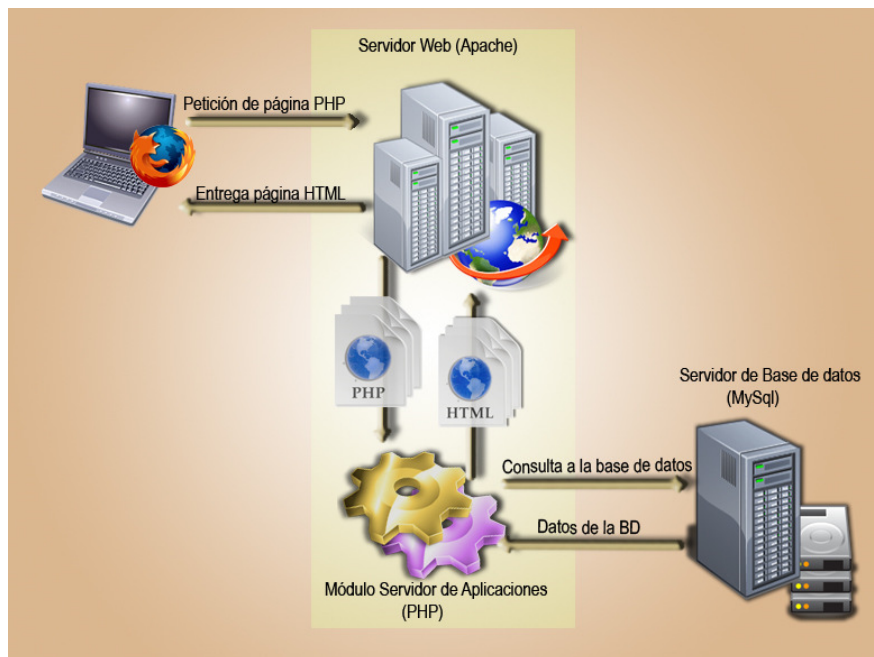 Servidor Web (Apache)
Petición de página PHP
Entrega página HTML
PHP
HTML
Servidor de Base de datos
(MySql)
Consulta a la base de datos
Datos de la BD
Módulo Servidor de Aplicaciones
(PHP)